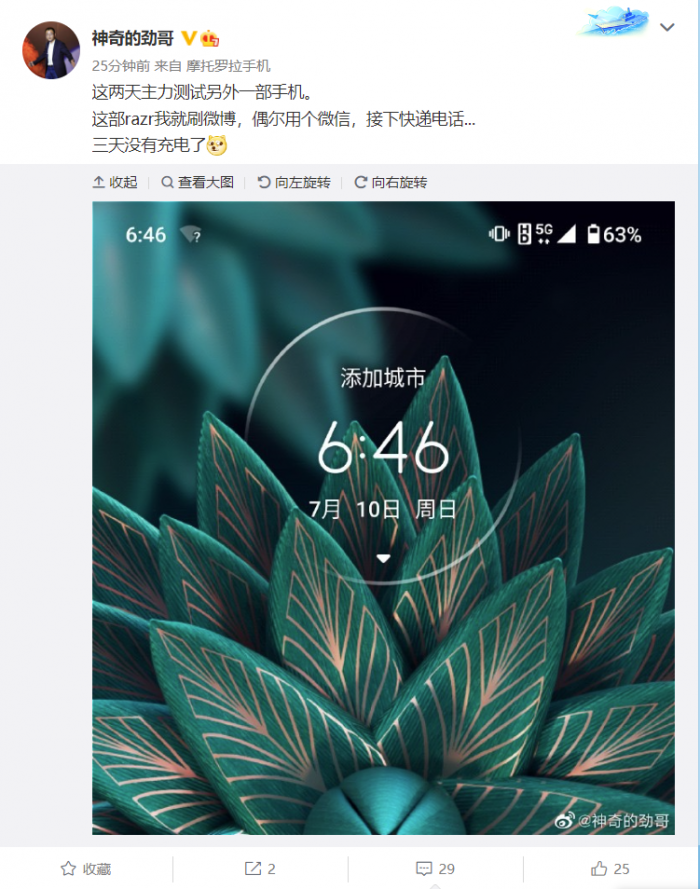 神奇的劲哥
25分钟前 来自 摩托罗拉手机
这两天主力测试另外一部手机。
这部razr我就刷微博，偶尔用个微信，接下快递电话...
三天没有充电了
收起 查看大图 向左旋转 向右旋转
6:46 ? HD 5G 63%
添加城市
6:46
7月 10日 周日
@神奇的劲哥
收藏 2 29 25